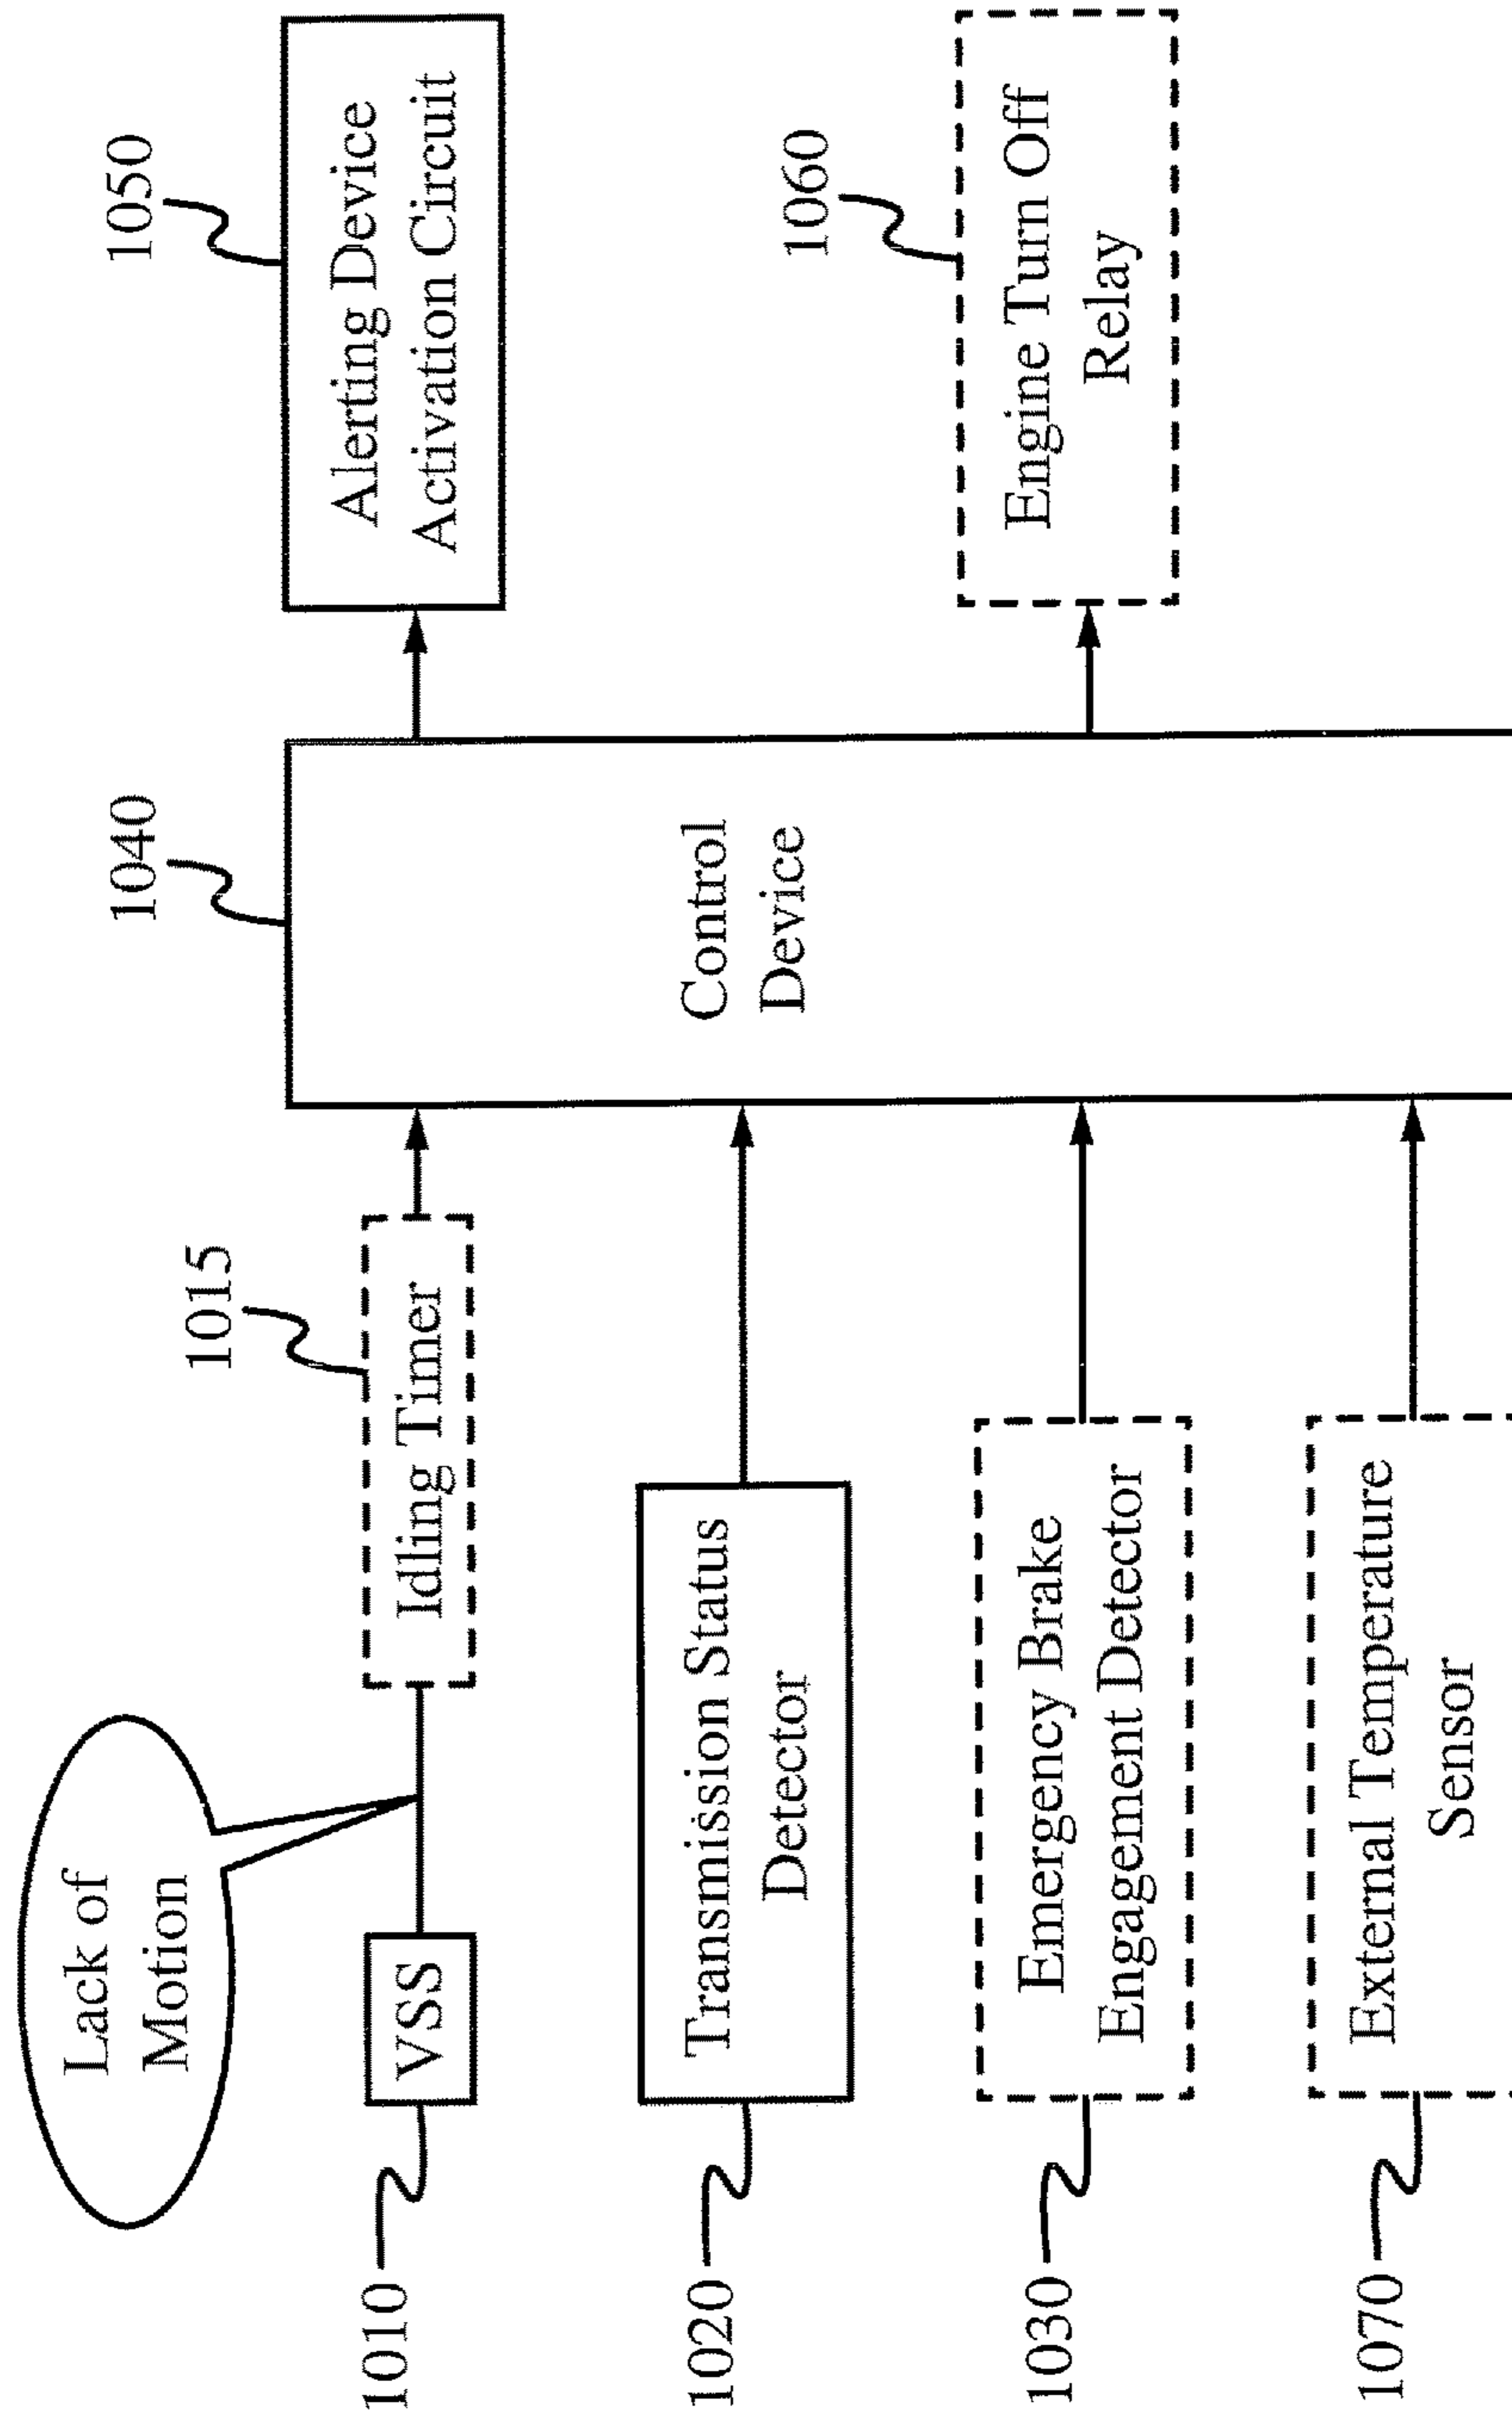 Lack of
Motion
1010
VSS
1015
Idling Timer
1020
Transmission Status
Detector
1030
Emergency Brake
Engagement Detector
1070
External Temperature
Sensor
1040
Control
Device
1050
Alerting Device
Activation Circuit
1060
Engine Turn Off
Relay